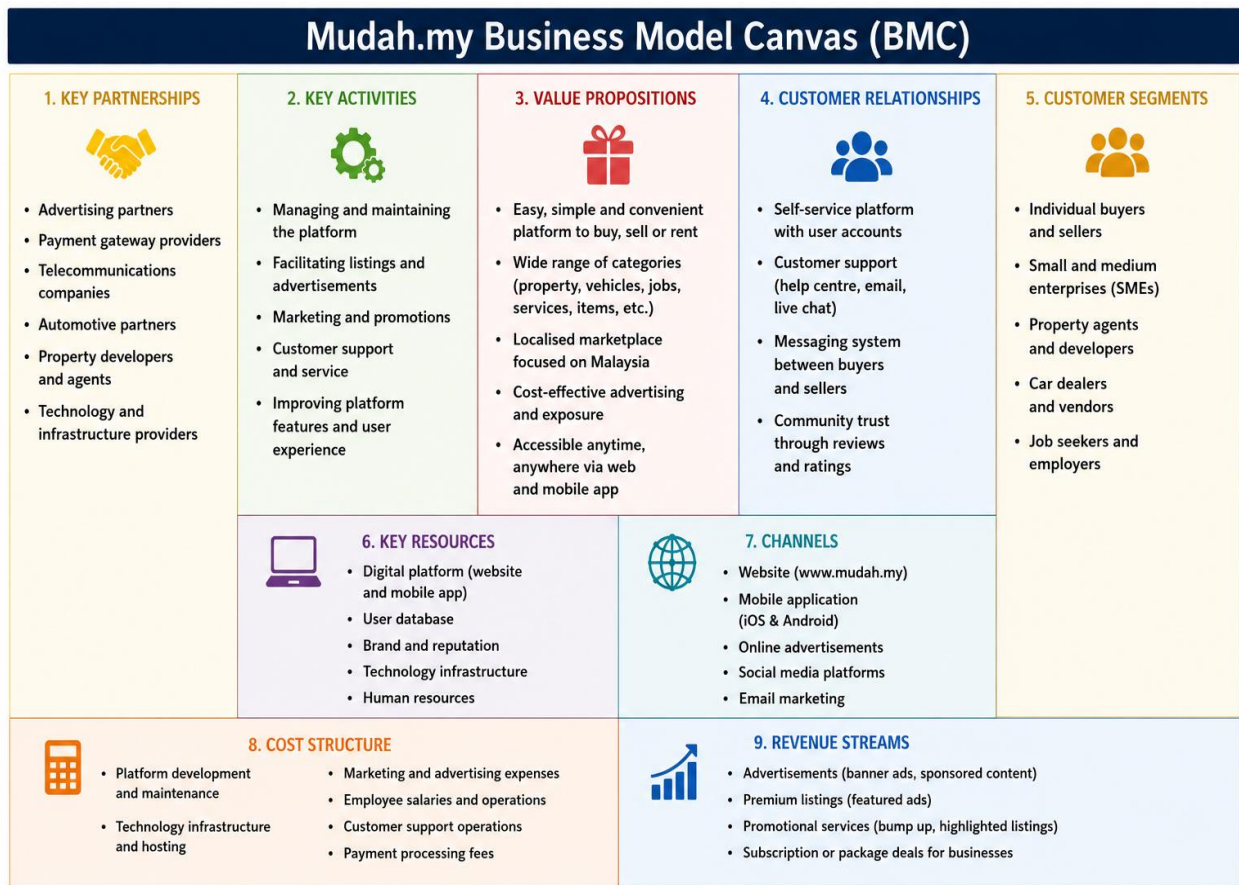 Mudah.my Business Model Canvas (BMC)
1. KEY PARTNERSHIPS
• Advertising partners
• Payment gateway providers
• Telecommunications
companies
• Automotive partners
• Property developers
and agents
• Technology and
infrastructure providers
2. KEY ACTIVITIES
• Managing and maintaining
the platform
• Facilitating listings and
advertisements
• Marketing and promotions
• Customer support
and service
• Improving platform
features and user
experience
3. VALUE PROPOSITIONS
• Easy, simple and convenient
platform to buy, sell or rent
• Wide range of categories
(property, vehicles, jobs,
services, items, etc.)
• Localised marketplace
focused on Malaysia
• Cost-effective advertising
and exposure
• Accessible anytime,
anywhere via web
and mobile app
4. CUSTOMER RELATIONSHIPS
• Self-service platform
with user accounts
• Customer support
(help centre, email,
live chat)
• Messaging system
between buyers
and sellers
• Community trust
through reviews
and ratings
5. CUSTOMER SEGMENTS
• Individual buyers
and sellers
• Small and medium
enterprises (SMEs)
• Property agents
and developers
• Car dealers
and vendors
• Job seekers and
employers
6. KEY RESOURCES
• Digital platform (website
and mobile app)
• User database
• Brand and reputation
• Technology infrastructure
• Human resources
7. CHANNELS
• Website (www.mudah.my)
• Mobile application
(iOS & Android)
• Online advertisements
• Social media platforms
• Email marketing
8. COST STRUCTURE
• Platform development
and maintenance
• Technology infrastructure
and hosting
• Marketing and advertising expenses
• Employee salaries and operations
• Customer support operations
• Payment processing fees
9. REVENUE STREAMS
• Advertisements (banner ads, sponsored content)
• Premium listings (featured ads)
• Promotional services (bump up, highlighted listings)
• Subscription or package deals for businesses